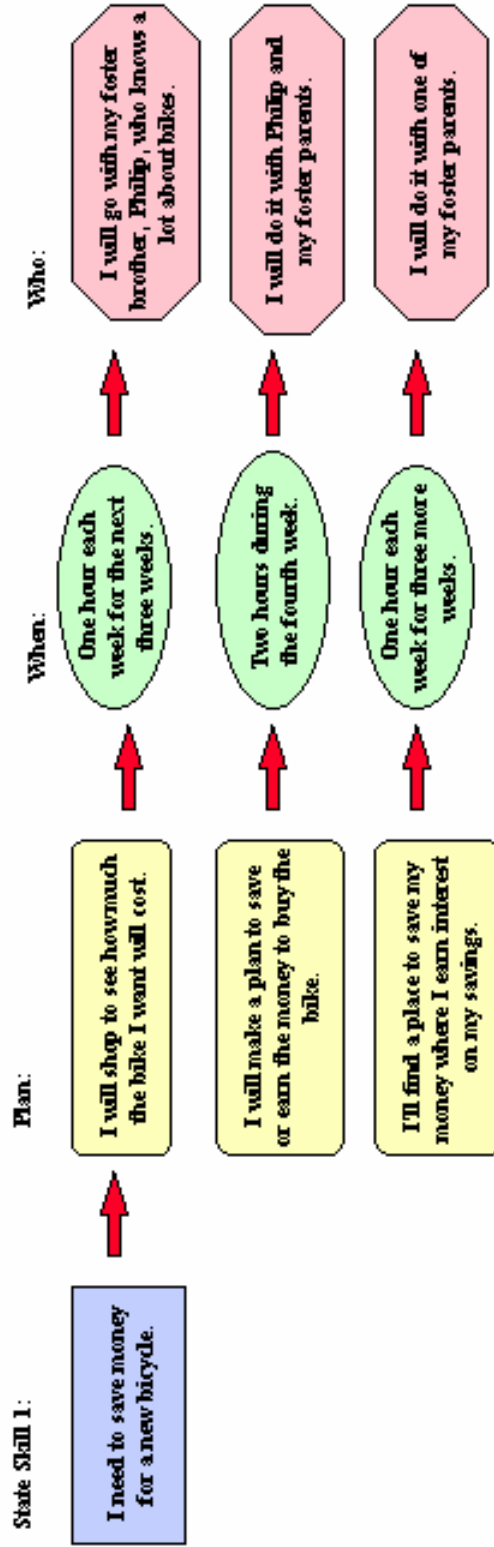 State Skill 1:
Plan:
When:
Who:
I need to save money
for a new bicycle.
I will shop to see how much
the bike I want will cost.
One hour each
week for the next
three weeks.
I will go with my foster
brother, Philip, who knows a
lot about bikes.
I will make a plan to save
or earn the money to buy the
bike.
Two hours during
the fourth week.
I will do it with Philip and
my foster parents.
I'll find a place to save my
money where I earn interest
on my savings.
One hour each
week for three more
weeks.
I will do it with one of
my foster parents.